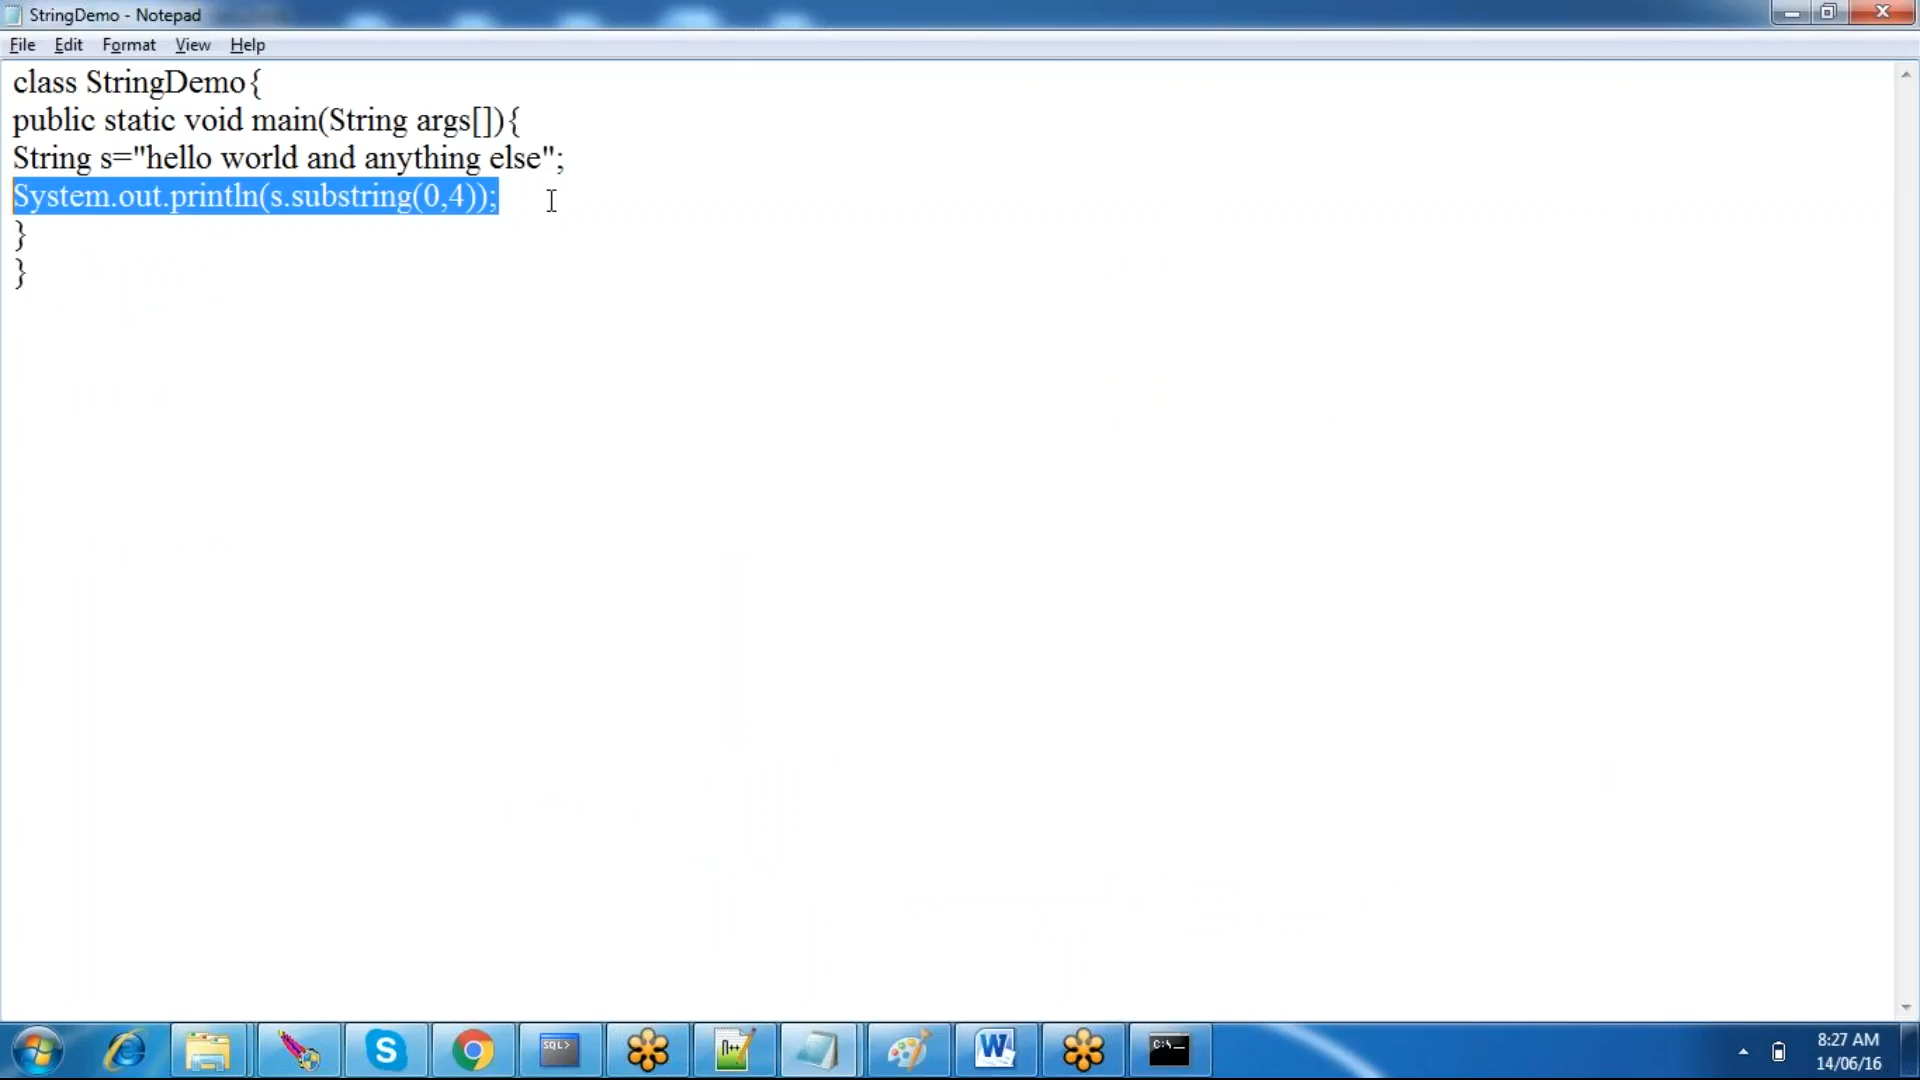 StringDemo - Notepad
File Edit Format View Help
class StringDemo{
public static void main(String args[]){
String s="hello world and anything else";
System.out.println(s.substring(0,4));
}
}
SQL>
S
n++
W
C:\_
8:27 AM
14/06/16